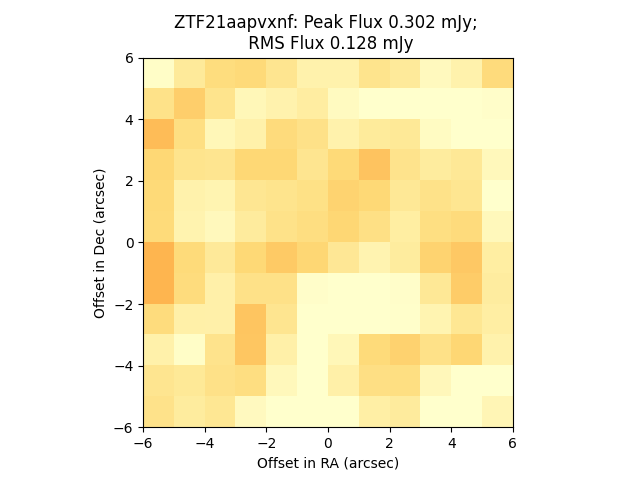 ZTF21aapvxnf: Peak Flux 0.302 mJy;
RMS Flux 0.128 mJy
6
4
2
0
−2
−4
−6
Offset in Dec (arcsec)
−6 −4 −2 0 2 4 6
Offset in RA (arcsec)